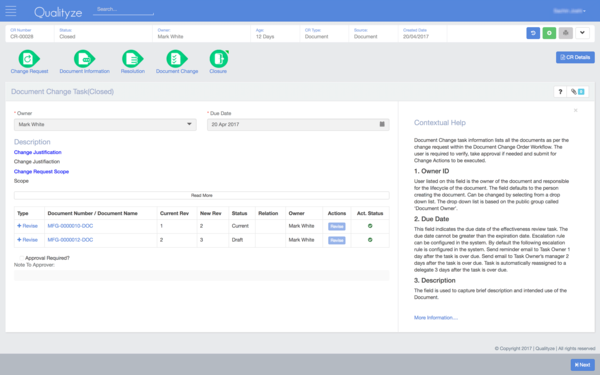 Qualityze
Search...
CR Number Status Owner Age CR Type Source Created Date
CR-00028 Closed Mark White 12 Days Document Document 20/04/2017
Change Request Document Information Resolution Document Change Closure
CR Details
Document Change Task(Closed)
?
* Owner * Due Date
Mark White 20 Apr 2017
Description
Change Justification
Change Justifiaction
Change Request Scope
Scope
Read More
Type Document Number / Document Name Current Rev New Rev Status Relation Owner Actions Act. Status
+ Revise MFG-0000010-DOC 1 2 Current Mark White Revise
+ Revise MFG-0000012-DOC 2 3 Draft Mark White Revise
Approval Required?
Note To Approver:
×
Contextual Help
Document Change task information lists all the documents as per the
change request within the Document Change Order Workflow. The
user is required to verify, take approval if needed and submit for
Change Actions to be executed.
1. Owner ID
User listed on this field is the owner of the document and responsible
for the lifecycle of the document. The field defaults to the person
creating the document. Can be changed by selecting from a drop
down list. The drop down list is based on the public group called
'Document Owner'.
2. Due Date
This field indicates the due date of the effectiveness review task. The
due date cannot be greater than the expiration date. Escalation rule
can be configured in the system. By default the following escalation
rule is configured in the system. Send reminder email to Task Owner 1
day after the task is over due. Send email to Task Owner's manager 2
days after the task is over due. Task is automatically reassigned to a
delegate 3 days after the task is over due.
3. Description
The field is used to capture brief description and intended use of the
Document.
More Information....
© Copyright 2017 | Qualityze | All rights reserved
Next